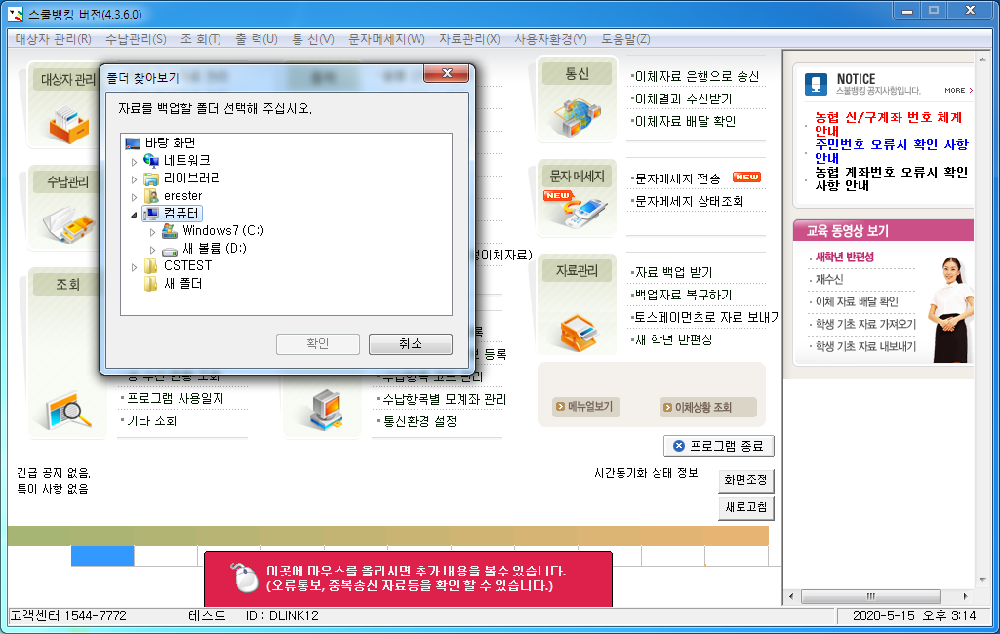 스쿨뱅킹 버전(4.3.6.0)
대상자 관리(R) 수납관리(S) 조 회(T) 출 력(U) 통 신(V) 문자메세지(W) 자료관리(X) 사용자환경(Y) 도움말(Z)
폴더 찾아보기
자료를 백업할 폴더 선택해 주십시오.
바탕 화면
네트워크
라이브러리
erester
컴퓨터
Windows7 (C:)
새 볼륨 (D:)
CSTEST
새 폴더
확인
취소
대상자 관리
수납관리
조회
성이체자료)
록
등록
수납항목 코드 관리
·프로그램 사용일지
·기타 조회
·수납항목별 모계좌 관리
·통신환경 설정
통신
·이체자료 은행으로 송신
·이체결과 수신받기
·이체자료 배달 확인
문자 메세지
NEW
·문자메세지 전송
NEW
·문자메세지 상태조회
자료관리
·자료 백업 받기
·백업자료 복구하기
·토스페이먼츠로 자료 보내기
·새 학년 반편성
메뉴얼보기
이체상황 조회
프로그램 종료
긴급 공지 없음.
특이 사항 없음
시간동기화 상태 정보
화면조정
새로고침
이곳에 마우스를 올리시면 추가 내용을 볼수 있습니다.
(오류통보, 중복송신 자료등을 확인 할 수 있습니다.)
NOTICE
스쿨뱅킹 공지사항입니다.
MORE >
농협 신/구계좌 번호 체계
안내
주민번호 오류시 확인 사항
안내
농협 계좌번호 오류시 확인
사항 안내
교육 동영상 보기
· 새학년 반편성
· 재수신
· 이체 자료 배달 확인
· 학생 기초 자료 가져오기
· 학생 기초 자료 내보내기
고객센터 1544-7772
테스트
ID : DLINK12
2020-5-15 오후 3:14